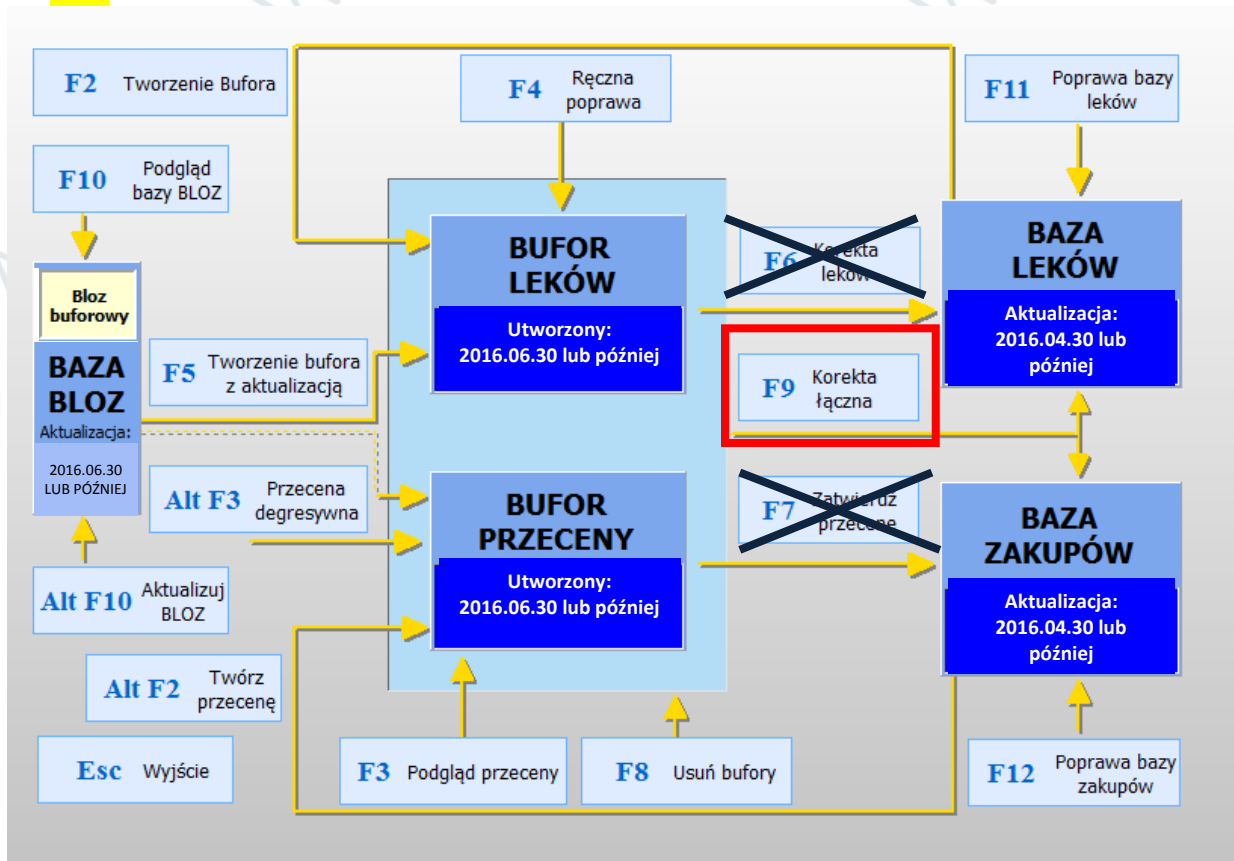 F2 Tworzenie Bufora
F4 Ręczna
poprawa
F11 Poprawa bazy
leków
F10 Podgląd
bazy BLOZ
Bloz
buforowy
BAZA
BLOZ
Aktualizacja:
2016.06.30
LUB PÓŹNIEJ
BUFOR
LEKÓW
Utworzony:
2016.06.30 lub później
F6 Korekta
leków
BAZA
LEKÓW
Aktualizacja:
2016.04.30 lub
później
F5 Tworzenie bufora
z aktualizacją
F9 Korekta
łączna
Alt F3 Przecena
degresywna
BUFOR
PRZECENY
Utworzony:
2016.06.30 lub później
F7 Zatwierdź
przecenę
BAZA
ZAKUPÓW
Aktualizacja:
2016.04.30 lub
później
Alt F10 Aktualizuj
BLOZ
Alt F2 Twórz
przecenę
Esc Wyjście
F3 Podgląd przeceny
F8 Usuń bufory
F12 Poprawa bazy
zakupów